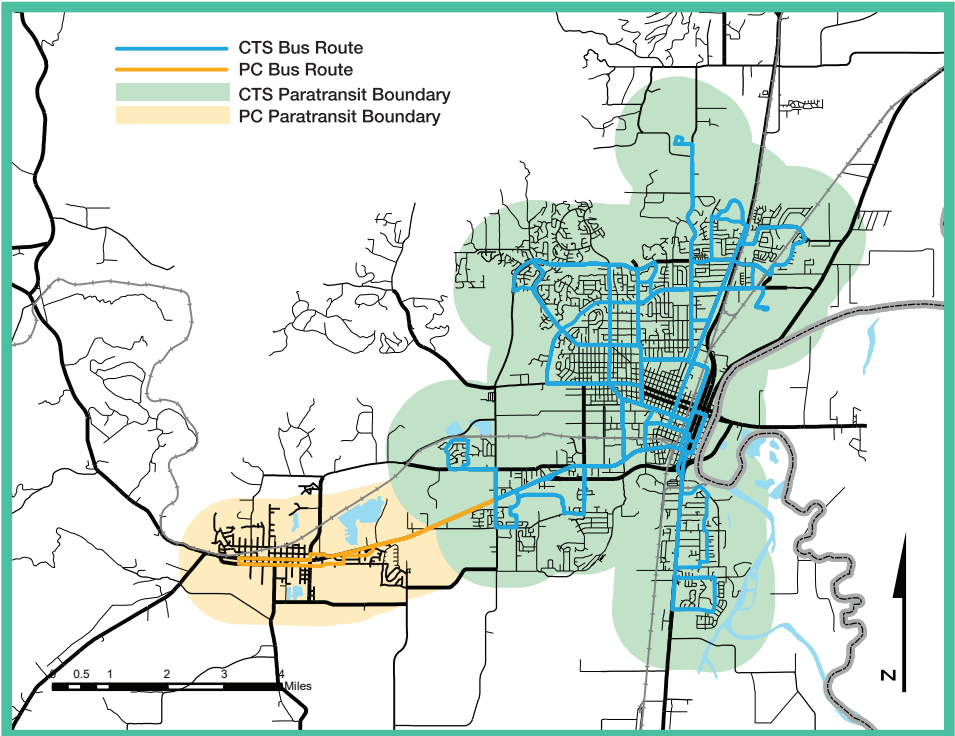 CTS Bus Route
PC Bus Route
CTS Paratransit Boundary
PC Paratransit Boundary
0 0.5 1 2 3 4
Miles
N